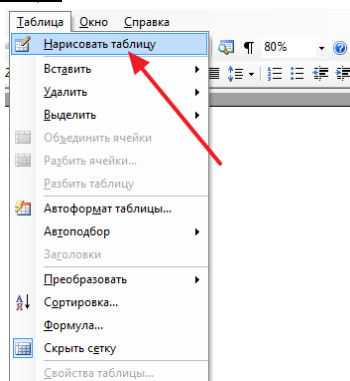 Таблица Окно Справка
Нарисовать таблицу
80%
Вставить
Удалить
Выделить
Объединить ячейки
Разбить ячейки...
Разбить таблицу
Автоформат таблицы...
Автоподбор
Заголовки
Преобразовать
Сортировка...
Формула...
Скрыть сетку
Свойства таблицы...